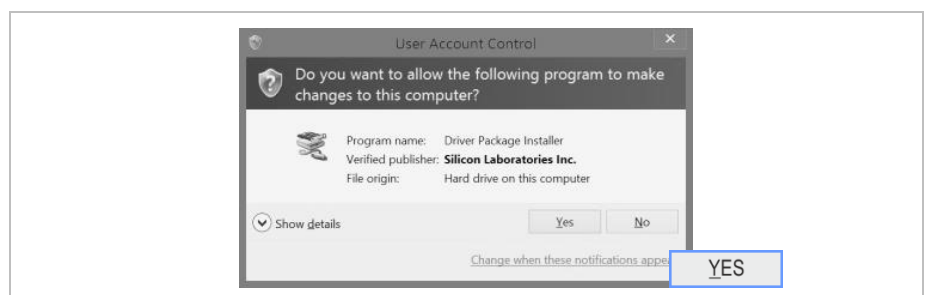 User Account Control
Do you want to allow the following program to make
changes to this computer?
Program name: Driver Package Installer
Verified publisher: Silicon Laboratories Inc.
File origin: Hard drive on this computer
Show details
Yes No
Change when these notifications
YES